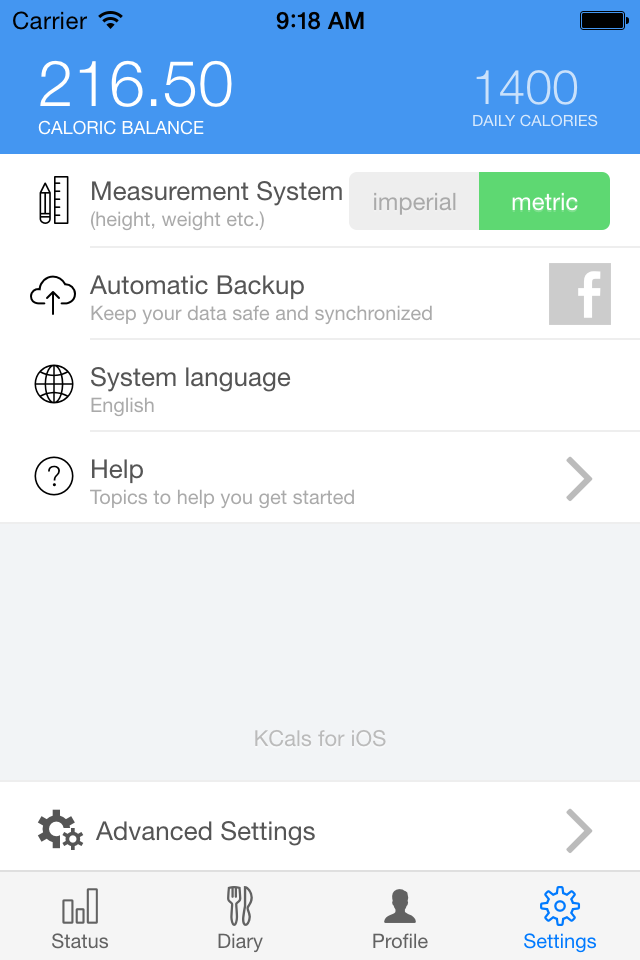 Carrier 9:18 AM
216.50 1400
CALORIC BALANCE DAILY CALORIES
Measurement System imperial metric
(height, weight etc.)
Automatic Backup f
Keep your data safe and synchronized
System language
English
? Help
Topics to help you get started
KCals for iOS
Advanced Settings
Status Diary Profile Settings